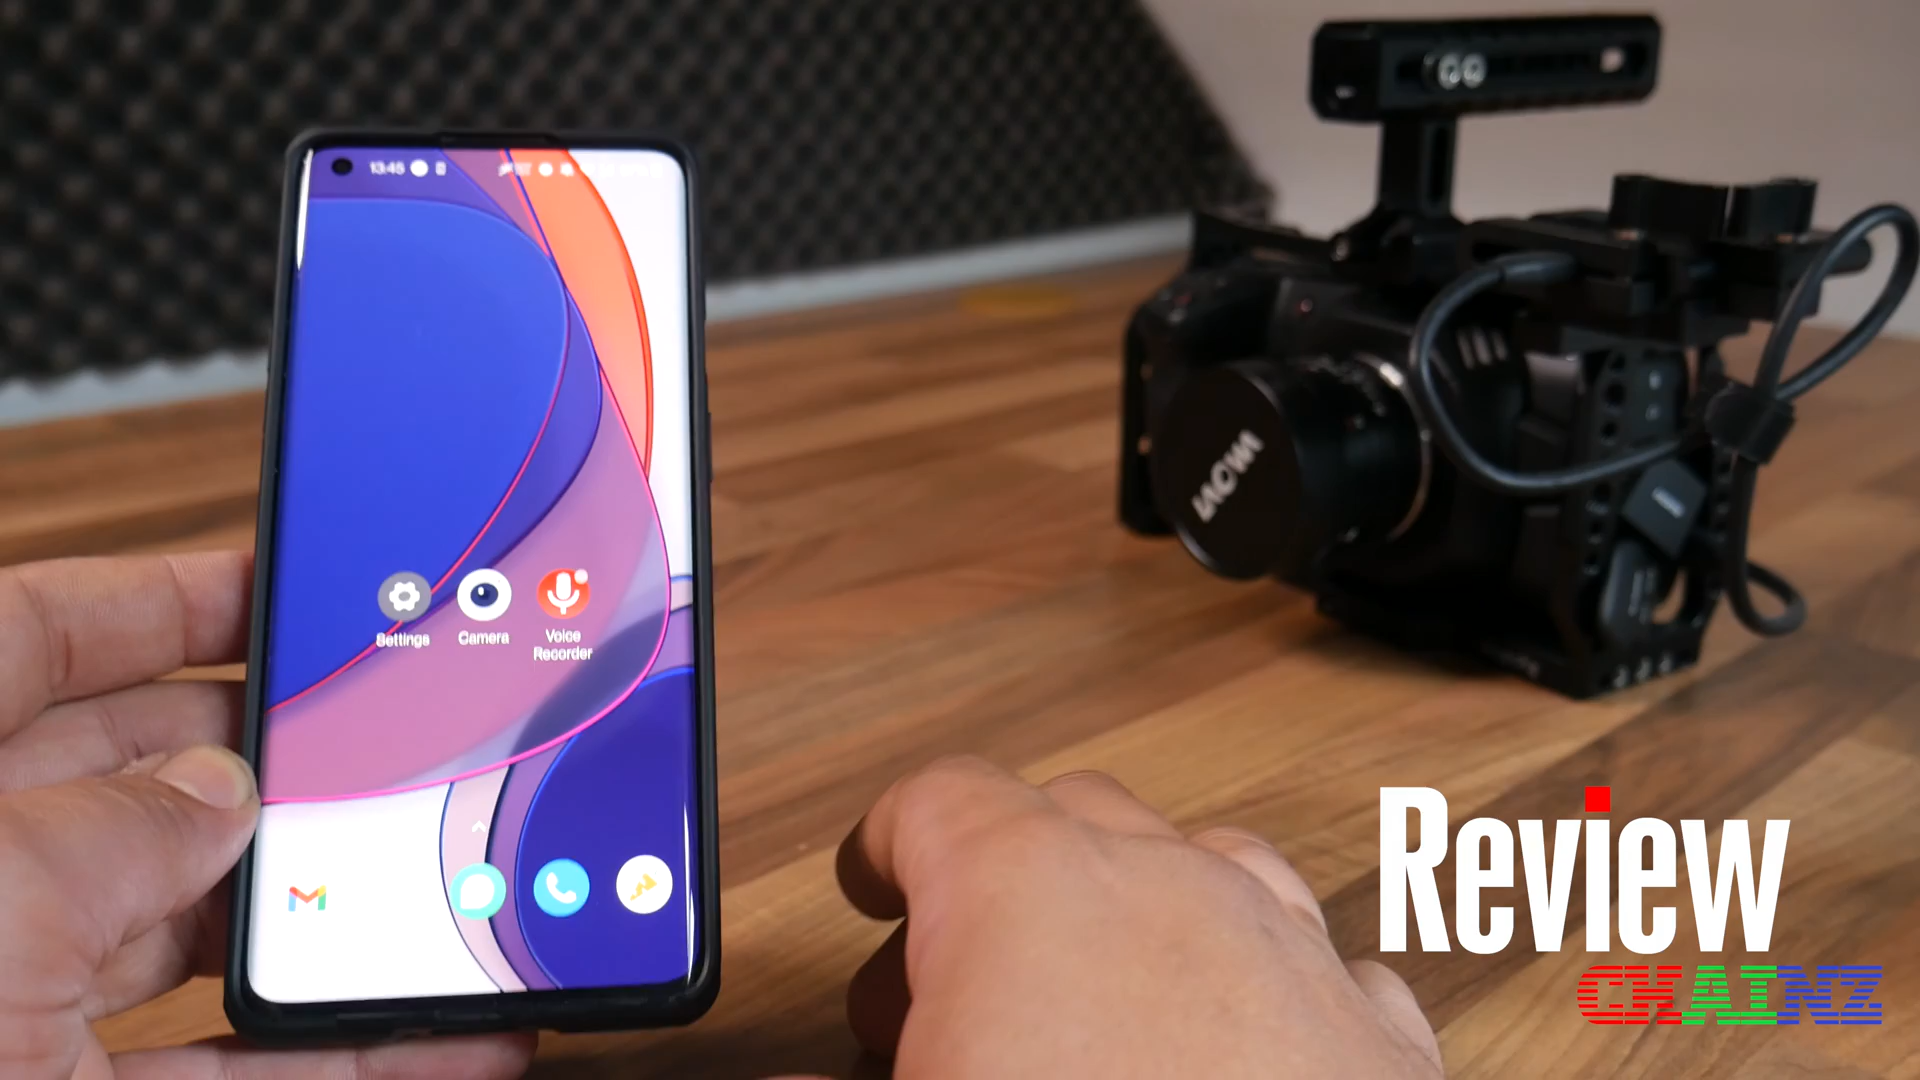 13:45
Settings
Camera
Voice
Recorder
LAOWA
Review
CHAINZ